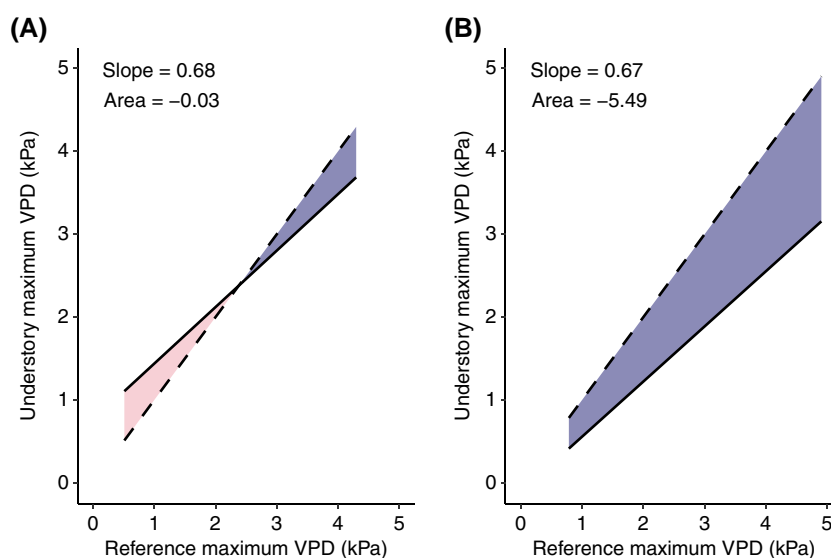 (A)
Slope = 0.68
Area = −0.03
Understory maximum VPD (kPa)
5
4
3
2
1
0
0 1 2 3 4 5
Reference maximum VPD (kPa)
(B)
Slope = 0.67
Area = −5.49
Understory maximum VPD (kPa)
5
4
3
2
1
0
0 1 2 3 4 5
Reference maximum VPD (kPa)